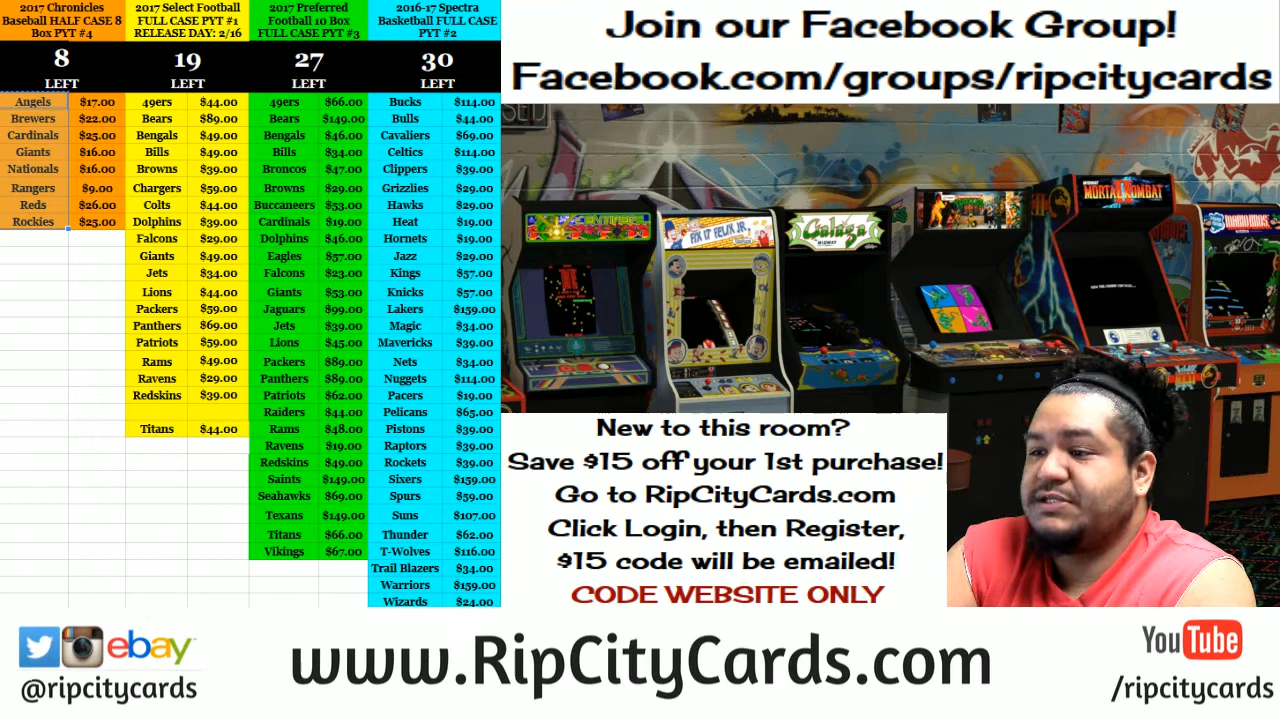 2017 Chronicles
Baseball HALF CASE 8
Box PYT #4
8
LEFT
Angels $17.00
Brewers $22.00
Cardinals $25.00
Giants $16.00
Nationals $16.00
Rangers $9.00
Reds $26.00
Rockies $25.00
2017 Select Football
FULL CASE PYT #1
RELEASE DAY: 2/16
19
LEFT
49ers $44.00
Bears $89.00
Bengals $49.00
Bills $49.00
Browns $39.00
Chargers $59.00
Colts $44.00
Dolphins $39.00
Falcons $29.00
Giants $49.00
Jets $34.00
Lions $44.00
Packers $59.00
Panthers $69.00
Patriots $59.00
Rams $49.00
Ravens $29.00
Redskins $39.00
Titans $44.00
2017 Preferred
Football 10 Box
FULL CASE PYT #3
27
LEFT
49ers $66.00
Bears $149.00
Bengals $46.00
Bills $34.00
Broncos $47.00
Browns $29.00
Buccaneers $53.00
Cardinals $19.00
Dolphins $46.00
Eagles $57.00
Falcons $23.00
Giants $53.00
Jaguars $99.00
Jets $39.00
Lions $45.00
Packers $89.00
Panthers $89.00
Patriots $62.00
Raiders $44.00
Rams $48.00
Ravens $19.00
Redskins $49.00
Saints $149.00
Seahawks $69.00
Texans $149.00
Titans $66.00
Vikings $67.00
2016-17 Spectra
Basketball FULL CASE
PYT #2
30
LEFT
Bucks $114.00
Bulls $44.00
Cavaliers $69.00
Celtics $114.00
Clippers $39.00
Grizzlies $29.00
Hawks $29.00
Heat $19.00
Hornets $19.00
Jazz $29.00
Kings $57.00
Knicks $57.00
Lakers $159.00
Magic $34.00
Mavericks $39.00
Nets $34.00
Nuggets $114.00
Pacers $19.00
Pelicans $65.00
Pistons $39.00
Raptors $39.00
Rockets $39.00
Sixers $159.00
Spurs $59.00
Suns $107.00
Thunder $62.00
T-Wolves $116.00
Trail Blazers $34.00
Warriors $159.00
Wizards $24.00
Join our Facebook Group!
Facebook.com/groups/ripcitycards
FIX IT FELIX JR.
Galaga
MIDWAY
MORTAL KOMBAT
MARIO BROS.
New to this room?
Save $15 off your 1st purchase!
Go to RipCityCards.com
Click Login, then Register,
$15 code will be emailed!
CODE WEBSITE ONLY
ebay
@ripcitycards
www.RipCityCards.com
YouTube
/ripcitycards